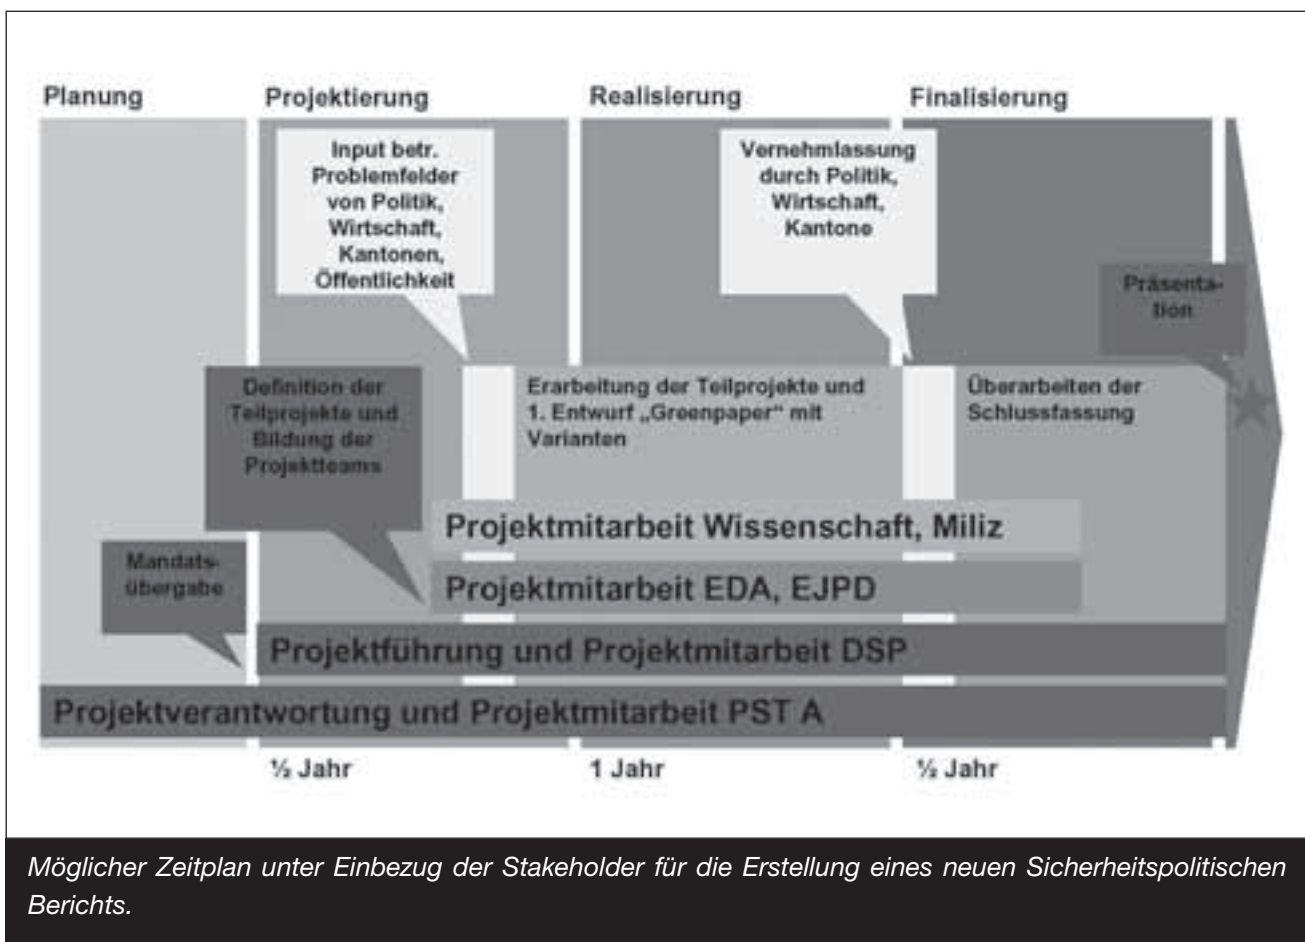 Planung
Projektierung
Realisierung
Finalisierung
Input betr.
Problemfelder
von Politik,
Wirtschaft,
Kantonen,
Öffentlichkeit
Vernehmlassung
durch Politik,
Wirtschaft,
Kantone
Präsenta-
tion
Definition der
Teilprojekte und
Bildung der
Projektteams
Erarbeitung der Teilprojekte und
1. Entwurf „Greenpaper“ mit
Varianten
Überarbeiten der
Schlussfassung
Mandats-
übergabe
Projektmitarbeit Wissenschaft, Miliz
Projektmitarbeit EDA, EJPD
Projektführung und Projektmitarbeit DSP
Projektverantwortung und Projektmitarbeit PST A
½ Jahr
1 Jahr
½ Jahr
Möglicher Zeitplan unter Einbezug der Stakeholder für die Erstellung eines neuen Sicherheitspolitischen
Berichts.